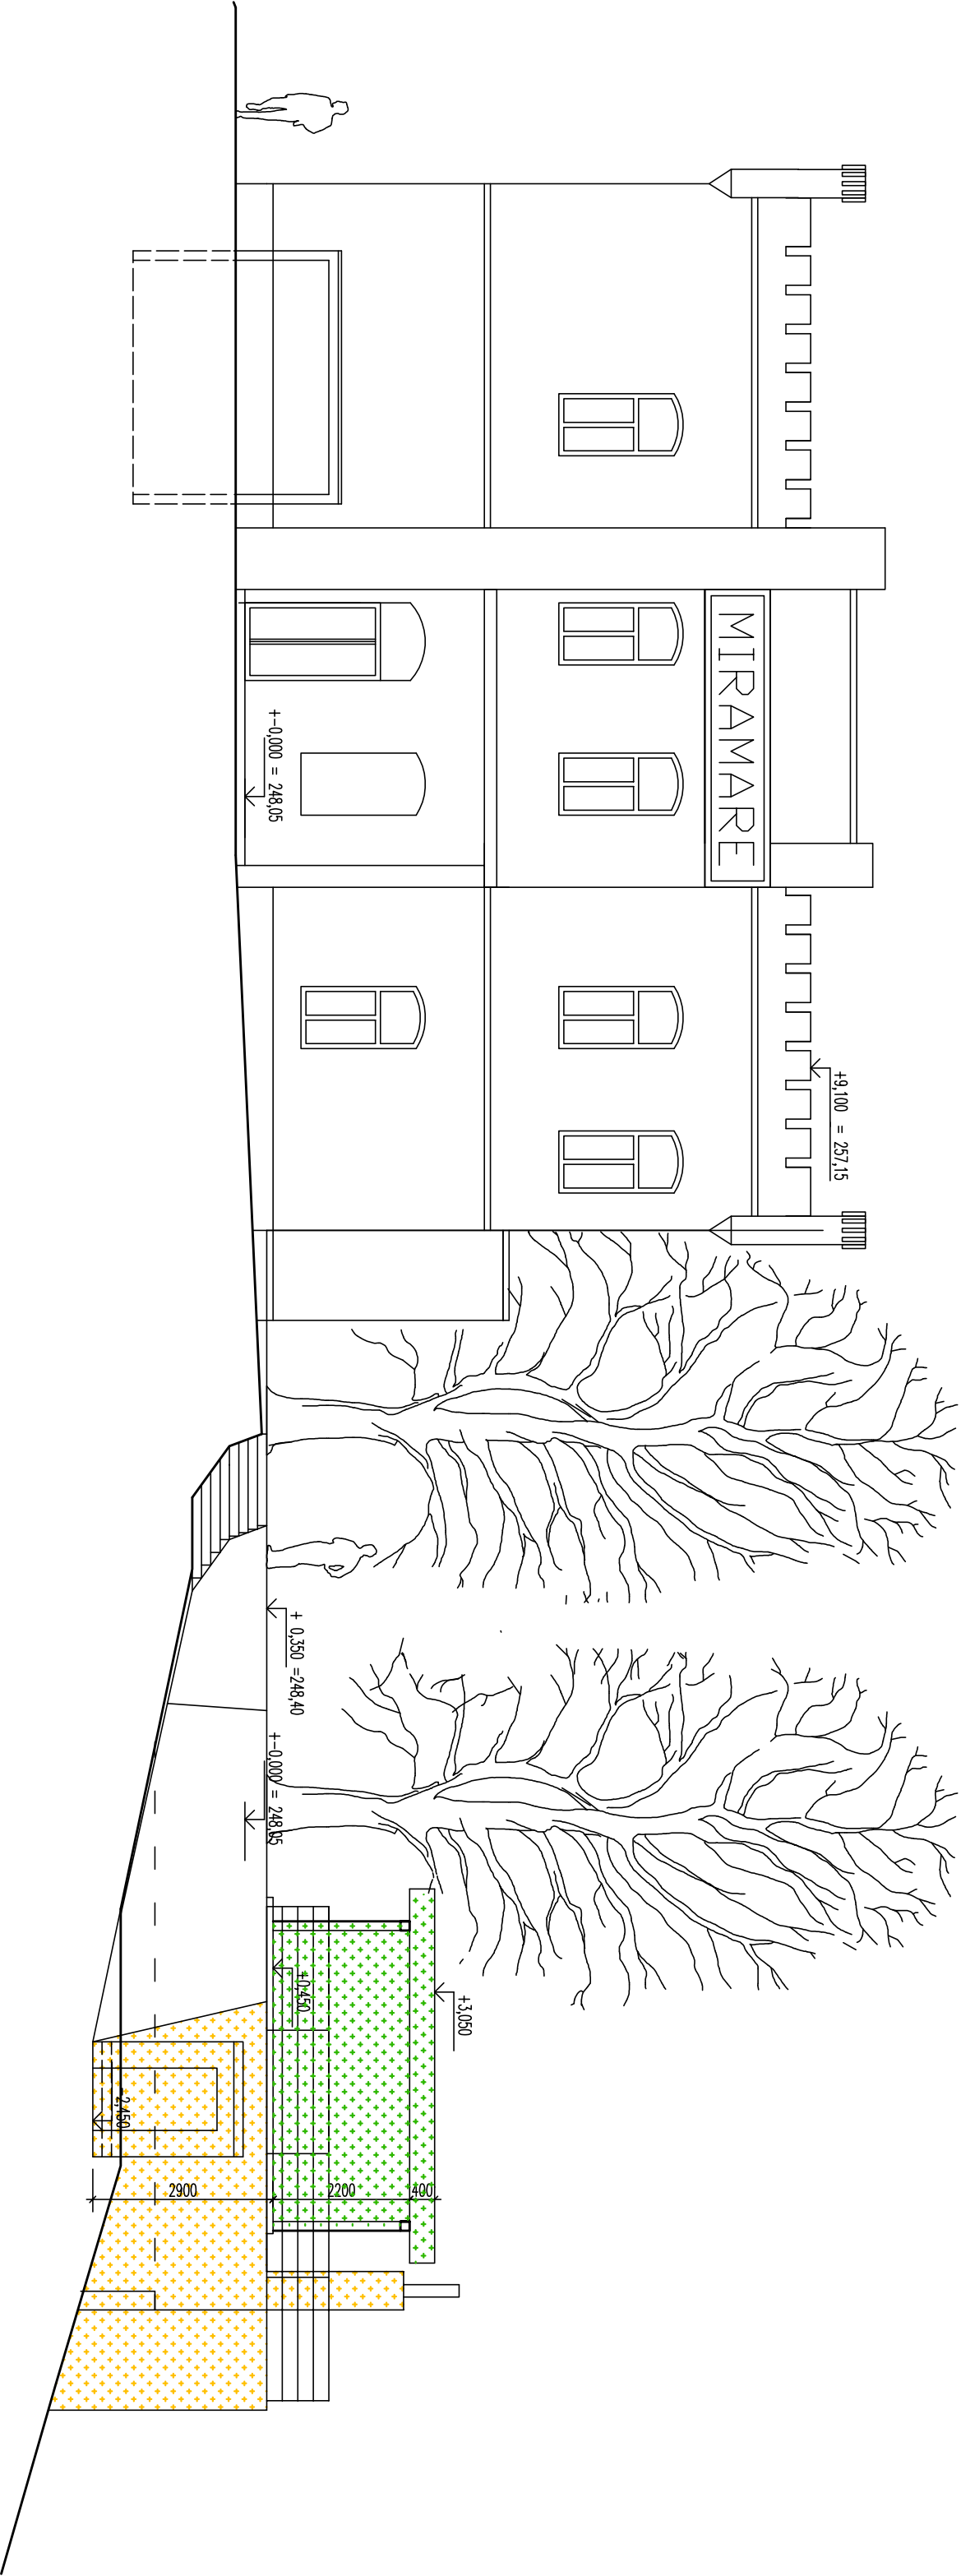 MIRAMARE
+-0,000 = 248,05
+9,100 = 257,15
+ 0,350 =248,40
+-0,000 = 248,05
+0,450
+3,050
-2,450
2900
2200
400